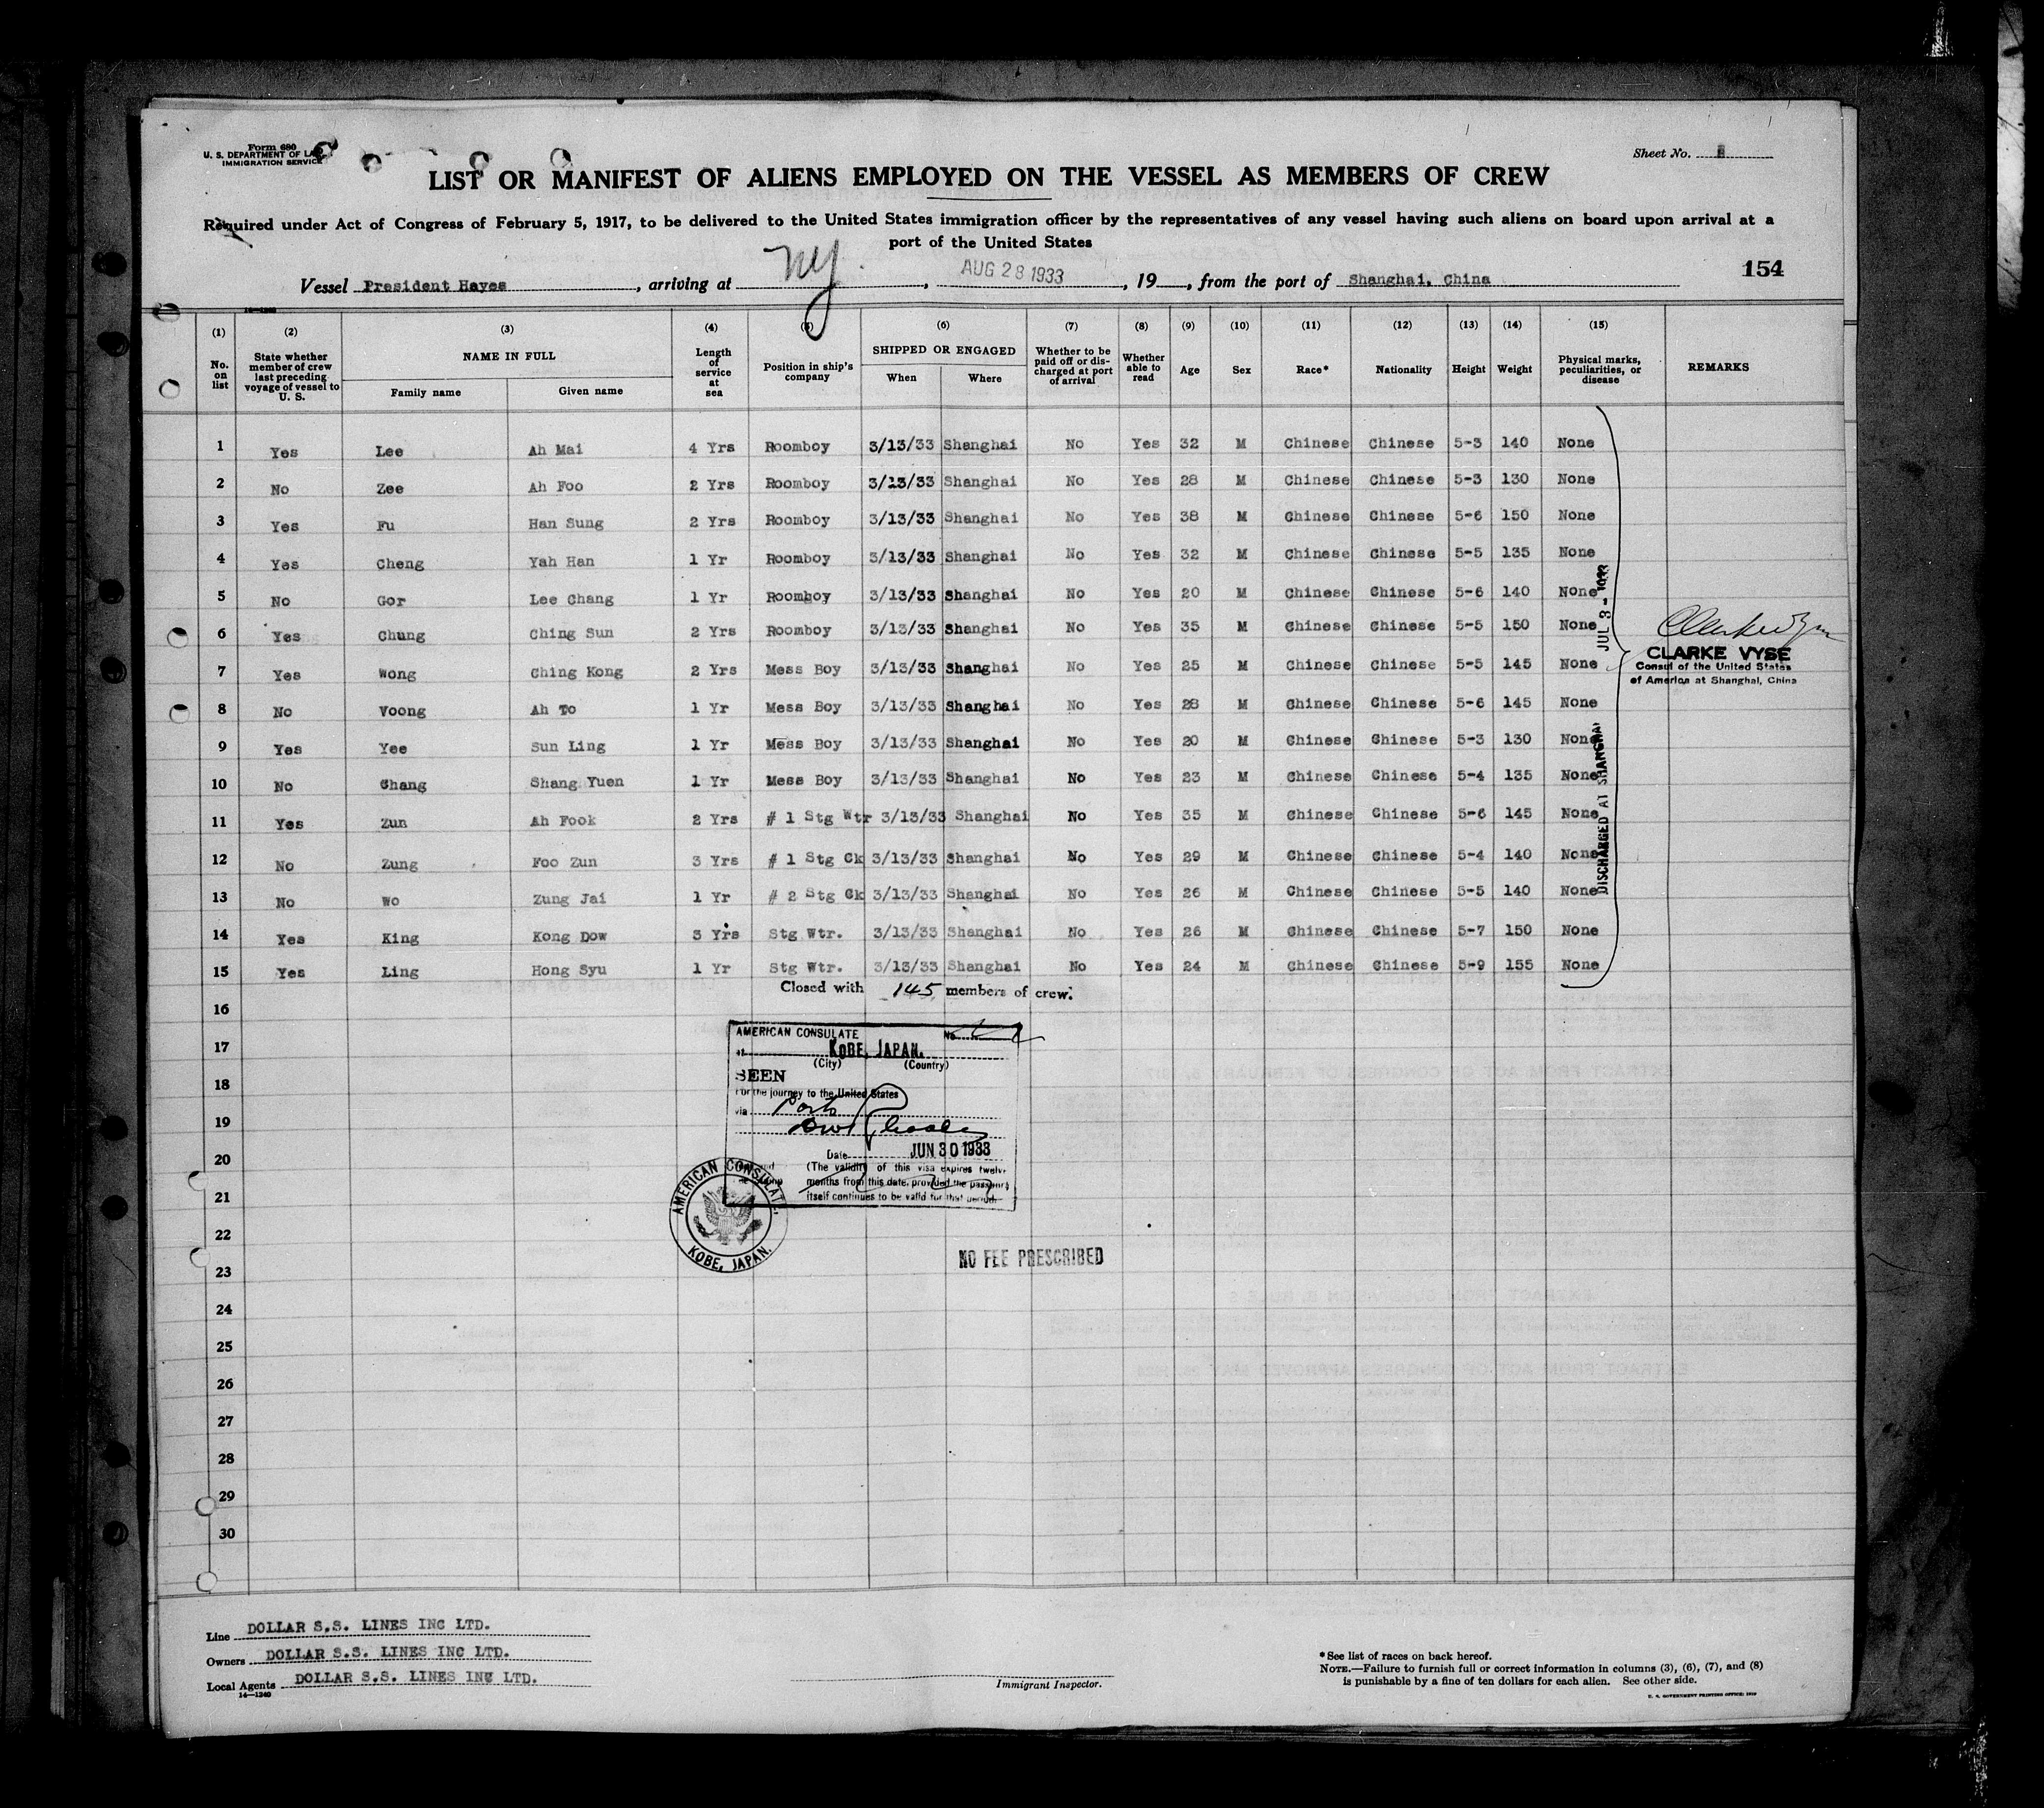 Form 680
U. S. DEPARTMENT OF LA
IMMIGRATION SERVICE
Sheet No.
LIST OR MANIFEST OF ALIENS EMPLOYED ON THE VESSEL AS MEMBERS OF CREW
Required under Act of Congress of February 5, 1917, to be delivered to the United States immigration officer by the representatives of any vessel having such aliens on board upon arrival at a
port of the United States
Vessel President Hayes, arriving at NY, AUG 28 1933, 19__, from the port of Shanghai, China 154
14—1240
(1) (2) (3) (4) (5) (6) (7) (8) (9) (10) (11) (12) (13) (14) (15)
No. on list
State whether member of crew last preceding voyage of vessel to U. S.
NAME IN FULL
Family name
Given name
Length of service at sea
Position in ship's company
SHIPPED OR ENGAGED
When
Where
Whether to be paid off or discharged at port of arrival
Whether able to read
Age
Sex
Race*
Nationality
Height
Weight
Physical marks, peculiarities, or disease
REMARKS
1 Yes Lee Ah Mai 4 Yrs Roomboy 3/13/33 Shanghai No Yes 32 M Chinese Chinese 5-3 140 None
2 No Zee Ah Foo 2 Yrs Roomboy 3/13/33 Shanghai No Yes 28 M Chinese Chinese 5-3 130 None
3 Yes Fu Han Sung 2 Yrs Roomboy 3/13/33 Shanghai No Yes 38 M Chinese Chinese 5-6 150 None
4 Yes Cheng Yah Han 1 Yr Roomboy 3/13/33 Shanghai No Yes 32 M Chinese Chinese 5-5 135 None
5 No Gor Lee Chang 1 Yr Roomboy 3/13/33 Shanghai No Yes 20 M Chinese Chinese 5-6 140 None
6 Yes Chung Ching Sun 2 Yrs Roomboy 3/13/33 Shanghai No Yes 35 M Chinese Chinese 5-5 150 None
7 Yes Wong Ching Kong 2 Yrs Mess Boy 3/13/33 Shanghai No Yes 25 M Chinese Chinese 5-5 145 None
8 No Voong Ah To 1 Yr Mess Boy 3/13/33 Shanghai No Yes 28 M Chinese Chinese 5-6 145 None
9 Yes Yee Sun Ling 1 Yr Mess Boy 3/13/33 Shanghai No Yes 20 M Chinese Chinese 5-3 130 None
10 No Chang Shang Yuen 1 Yr Mess Boy 3/13/33 Shanghai No Yes 23 M Chinese Chinese 5-4 135 None
11 Yes Zun Ah Fook 2 Yrs # 1 Stg Wtr 3/13/33 Shanghai No Yes 35 M Chinese Chinese 5-6 145 None
12 No Zung Foo Zun 3 Yrs # 1 Stg Ck 3/13/33 Shanghai No Yes 29 M Chinese Chinese 5-4 140 None
13 No Wo Zung Jai 1 Yr # 2 Stg Ck 3/13/33 Shanghai No Yes 26 M Chinese Chinese 5-5 140 None
14 Yes King Kong Dow 3 Yrs Stg Wtr. 3/13/33 Shanghai No Yes 26 M Chinese Chinese 5-7 150 None
15 Yes Ling Hong Syu 1 Yr Stg Wtr. 3/13/33 Shanghai No Yes 24 M Chinese Chinese 5-9 155 None
DISCHARGED AT SHANGHAI JUL 3 - 1933
CLARKE VYSE
Consul of the United States
of America at Shanghai, China
Closed with 145 members of crew.
16
17
18
19
20
21
22
23
24
25
26
27
28
29
30
AMERICAN CONSULATE No.
at KOBE, JAPAN.
(City) (Country)
SEEN
For the journey to the United States
via
Date JUN 30 1933
(The validity of this visa expires twelve
months from this date, provided the passport
itself continues to be valid for that period.
AMERICAN CONSULATE, KOBE, JAPAN.
NO FEE PRESCRIBED
Line DOLLAR S.S. LINES INC LTD.
Owners DOLLAR S.S. LINES INC LTD.
Local Agents DOLLAR S.S. LINES INC LTD.
14—1240
Immigrant Inspector.
*See list of races on back hereof.
NOTE.—Failure to furnish full or correct information in columns (3), (6), (7), and (8)
is punishable by a fine of ten dollars for each alien. See other side.
U. S. GOVERNMENT PRINTING OFFICE